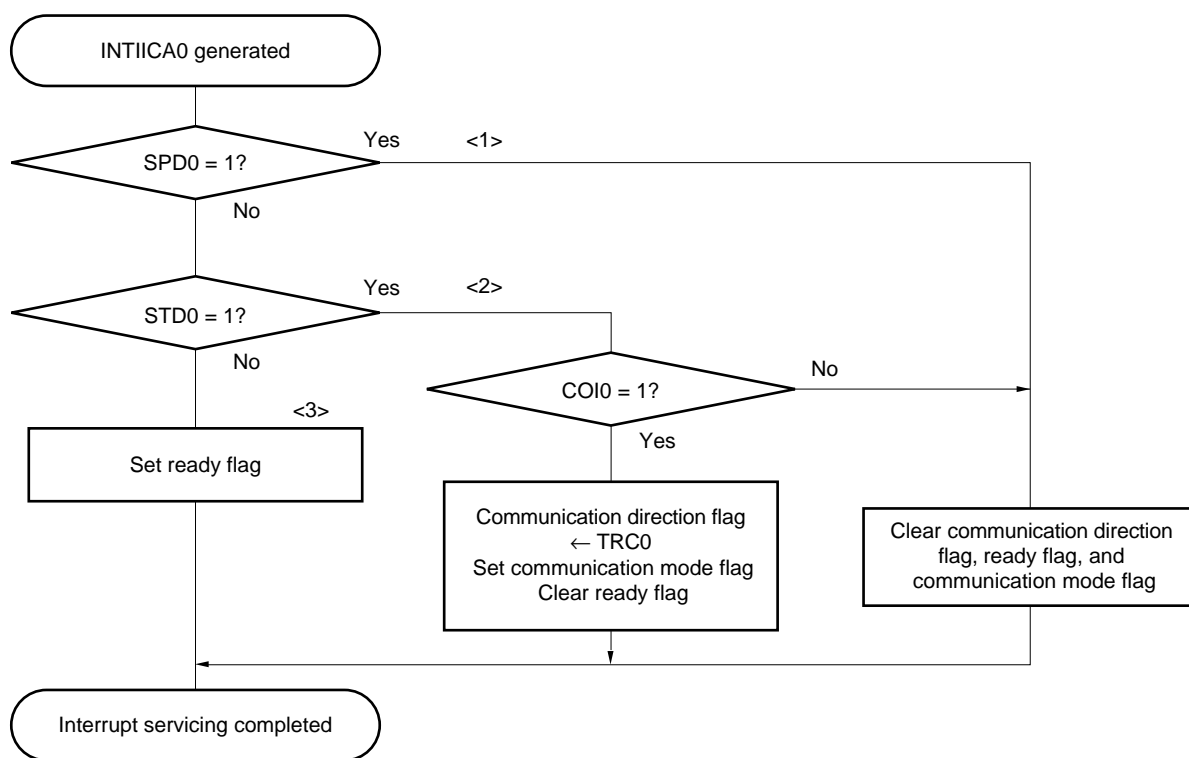 INTIICA0 generated
Yes
<1>
SPD0 = 1?
No
Yes
<2>
STD0 = 1?
No
No
COI0 = 1?
<3>
Yes
Set ready flag
Communication direction flag
← TRC0
Set communication mode flag
Clear ready flag
Clear communication direction
flag, ready flag, and
communication mode flag
Interrupt servicing completed